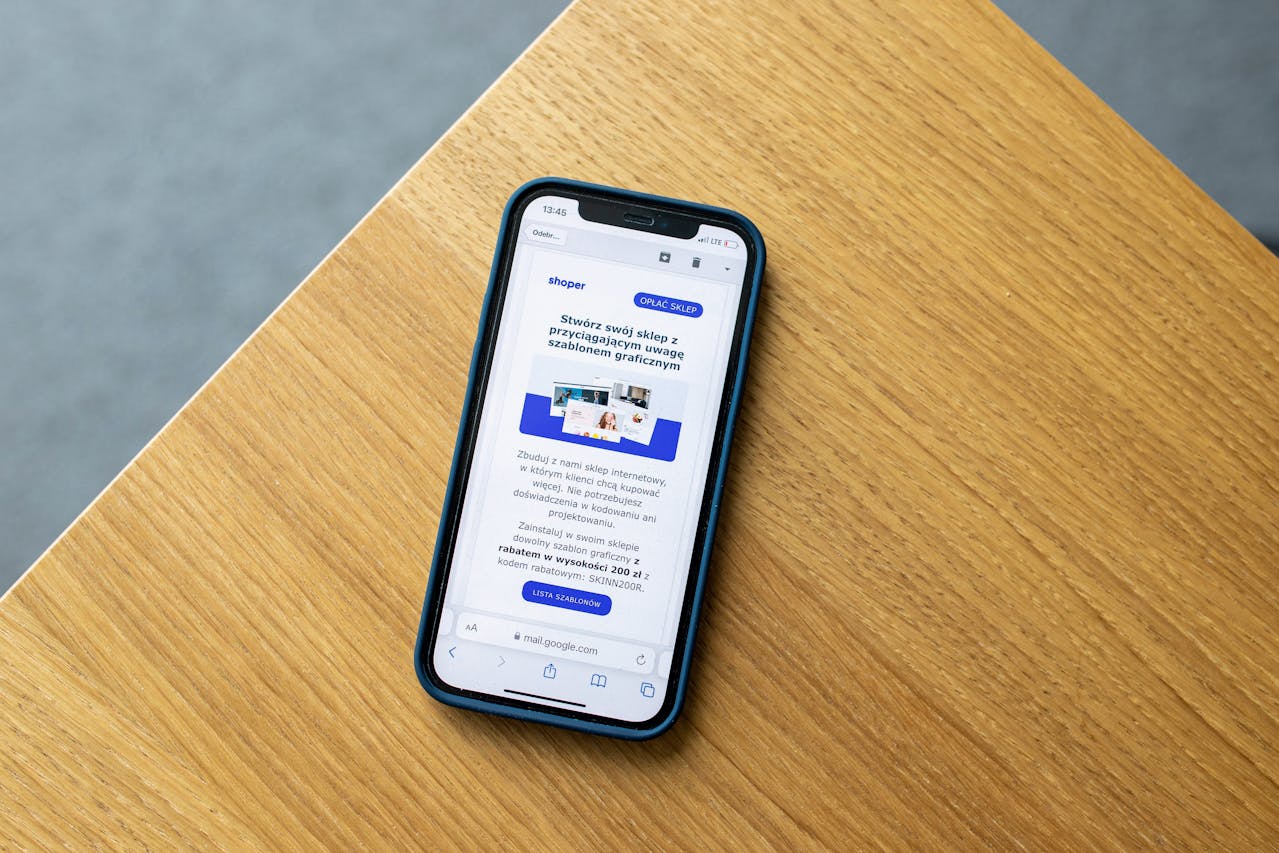 13:45
LTE
Odebr...
shoper
OPŁAĆ SKLEP
Stwórz swój sklep z
przyciągającym uwagę
szablonem graficznym
Zbuduj z nami sklep internetowy,
w którym klienci chcą kupować
więcej. Nie potrzebujesz
doświadczenia w kodowaniu ani
projektowaniu.
Zainstaluj w swoim sklepie
dowolny szablon graficzny z
rabatem w wysokości 200 zł z
kodem rabatowym: SKINN200R.
LISTA SZABLONÓW
AA
mail.google.com